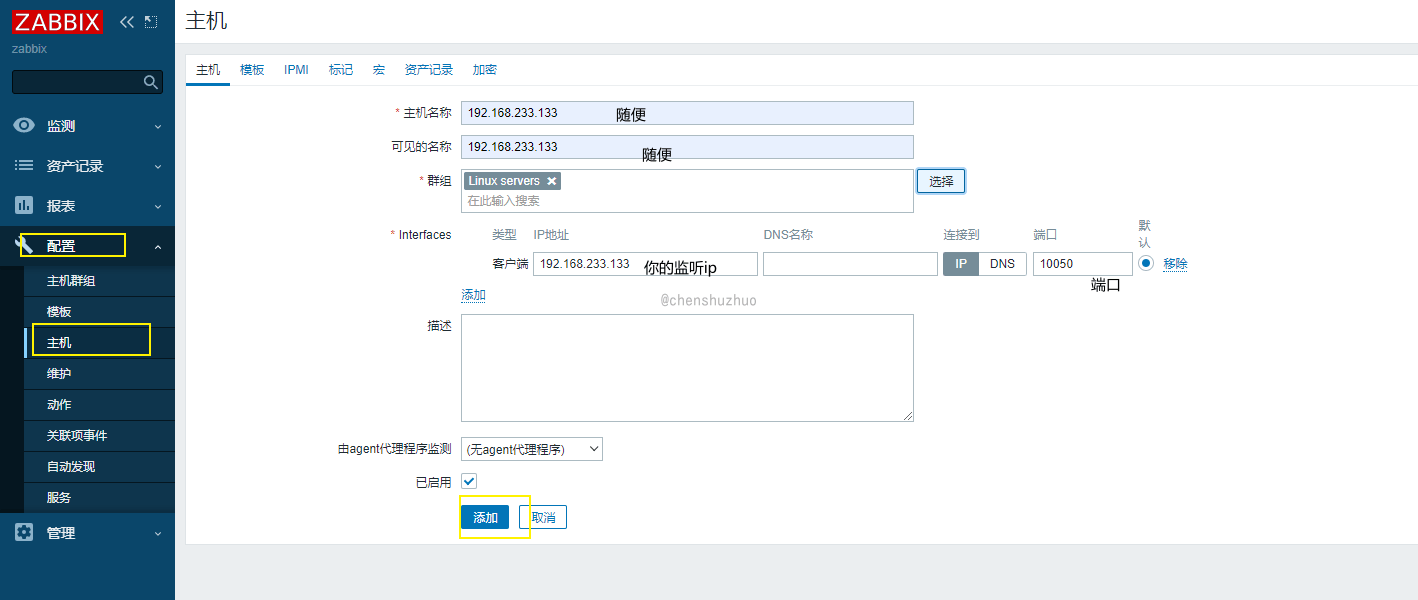 ZABBIX
zabbix
监测
资产记录
报表
配置
主机群组
模板
主机
维护
动作
关联项事件
自动发现
服务
管理
主机
主机 模板 IPMI 标记 宏 资产记录 加密
* 主机名称 192.168.233.133 随便
可见的名称 192.168.233.133 随便
* 群组 Linux servers 选择
在此输入搜索
* Interfaces 类型 IP地址 DNS名称 连接到 端口 默认
客户端 192.168.233.133 你的监听ip IP DNS 10050 移除
端口
添加
@chenshuzhuo
描述
由agent代理程序监测 (无agent代理程序)
已启用
添加 取消